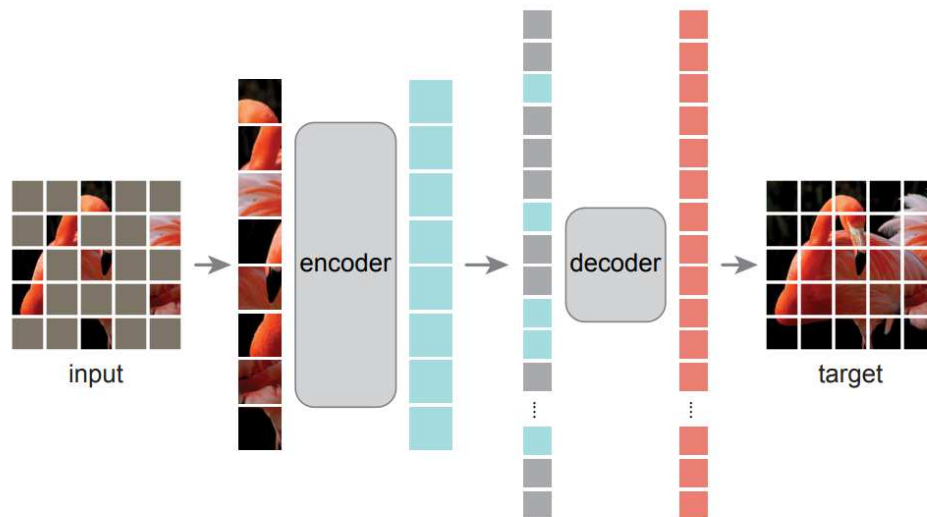 input
encoder
decoder
target